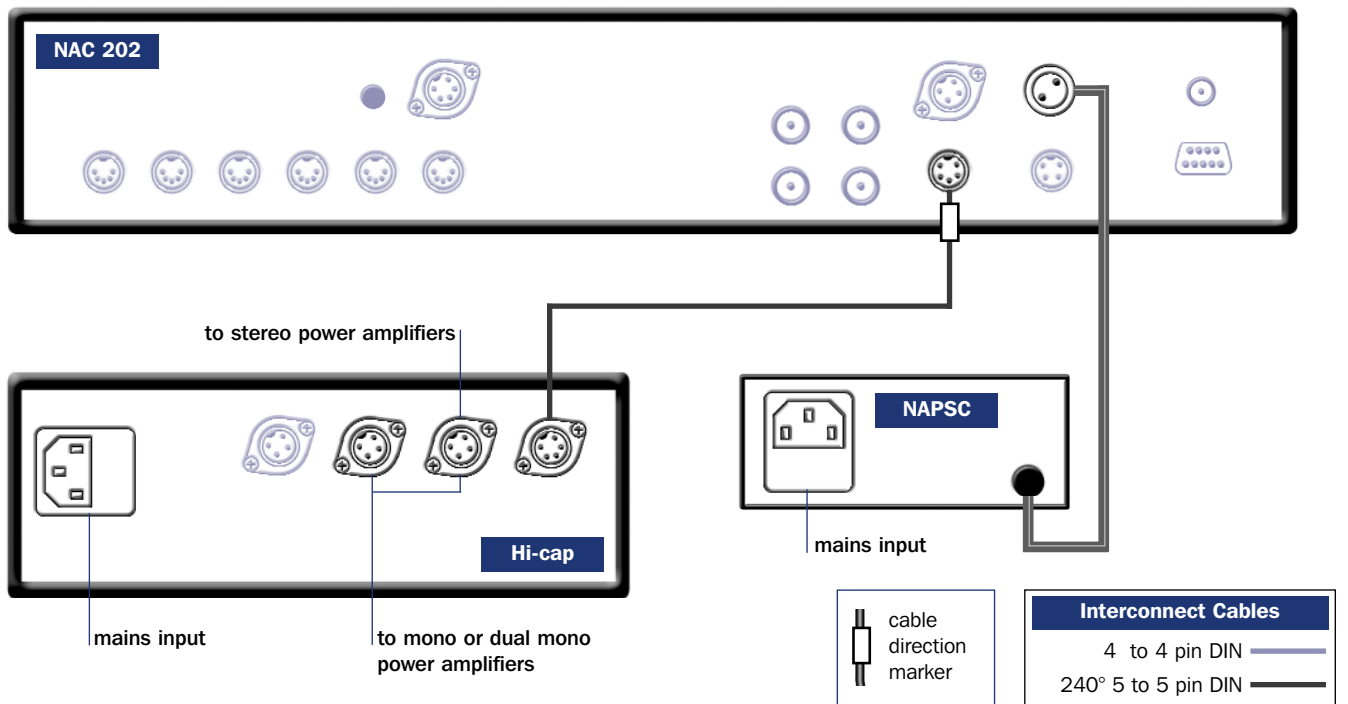 NAC 202
to stereo power amplifiers
NAPSC
Hi-cap
mains input
mains input
to mono or dual mono
power amplifiers
cable
direction
marker
Interconnect Cables
4 to 4 pin DIN
240° 5 to 5 pin DIN